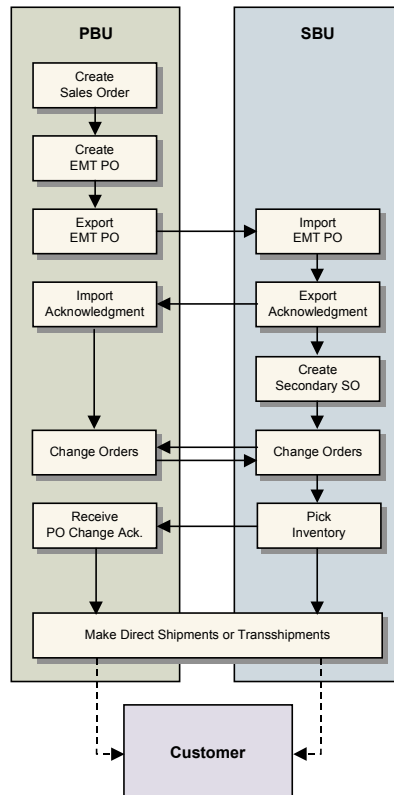 PBU
SBU
Create
Sales Order
Create
EMT PO
Export
EMT PO
Import
EMT PO
Import
Acknowledgment
Export
Acknowledgment
Create
Secondary SO
Change Orders
Change Orders
Receive
PO Change Ack.
Pick
Inventory
Make Direct Shipments or Transshipments
Customer